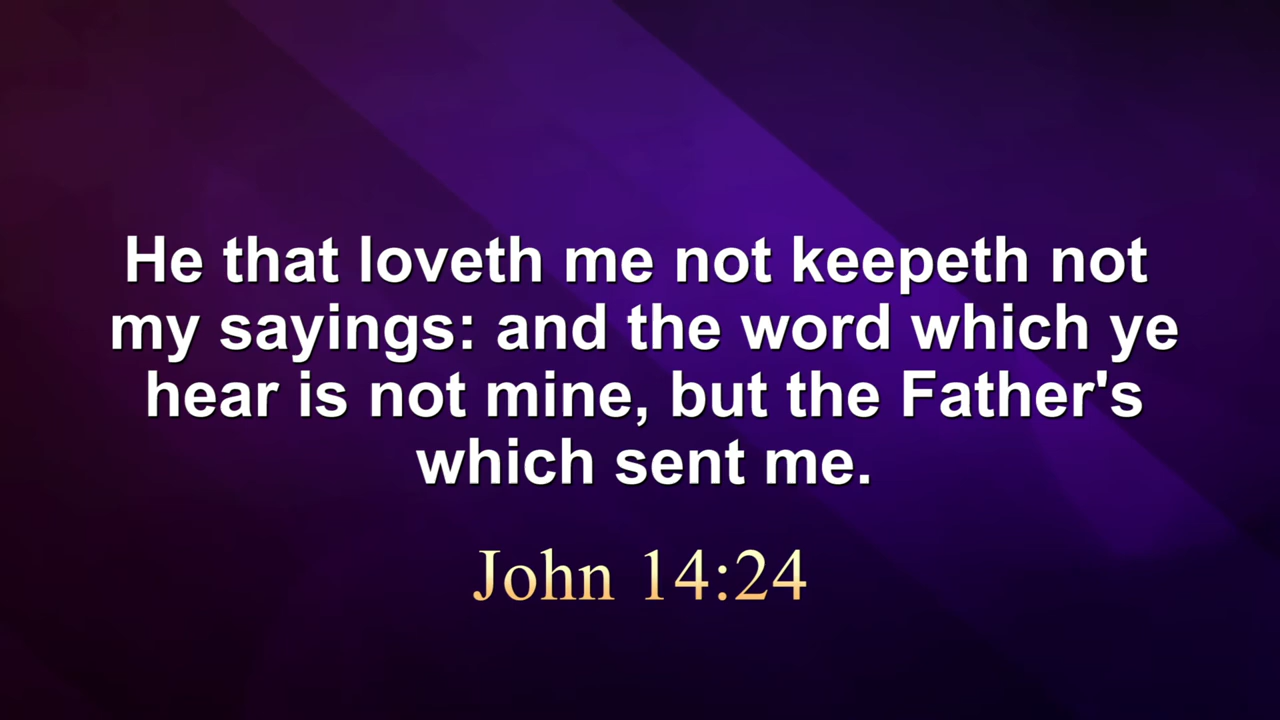 He that loveth me not keepeth not
my sayings: and the word which ye
hear is not mine, but the Father's
which sent me.
John 14:24